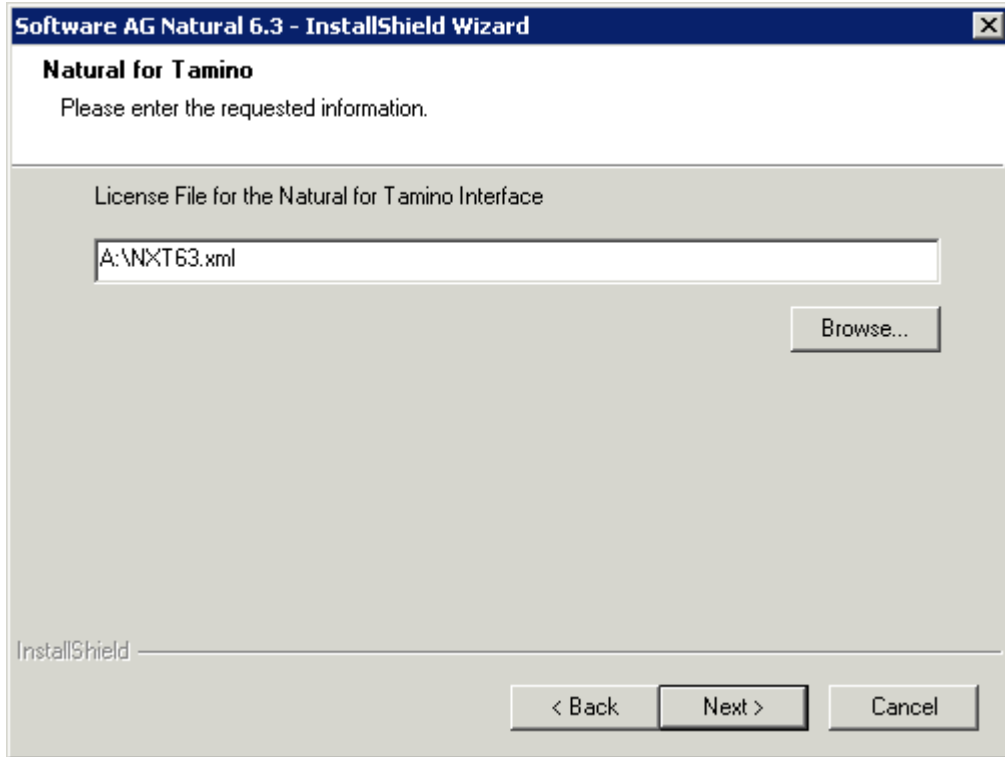 Software AG Natural 6.3 - InstallShield Wizard
Natural for Tamino
Please enter the requested information.
License File for the Natural for Tamino Interface
A:\NXT63.xml
Browse...
InstallShield
< Back Next > Cancel